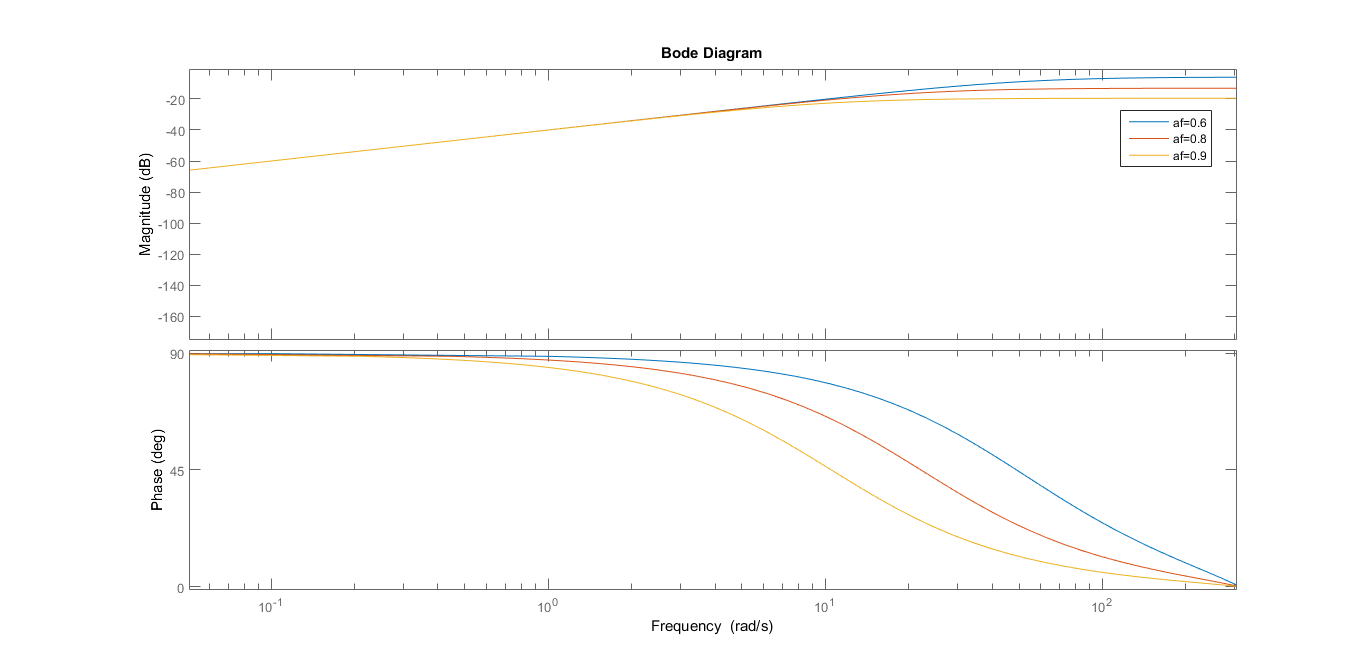 Bode Diagram
Magnitude (dB)
-20
-40
-60
-80
-100
-120
-140
-160
af=0.6
af=0.8
af=0.9
Phase (deg)
90
45
0
10^-1
10^0
10^1
10^2
Frequency (rad/s)